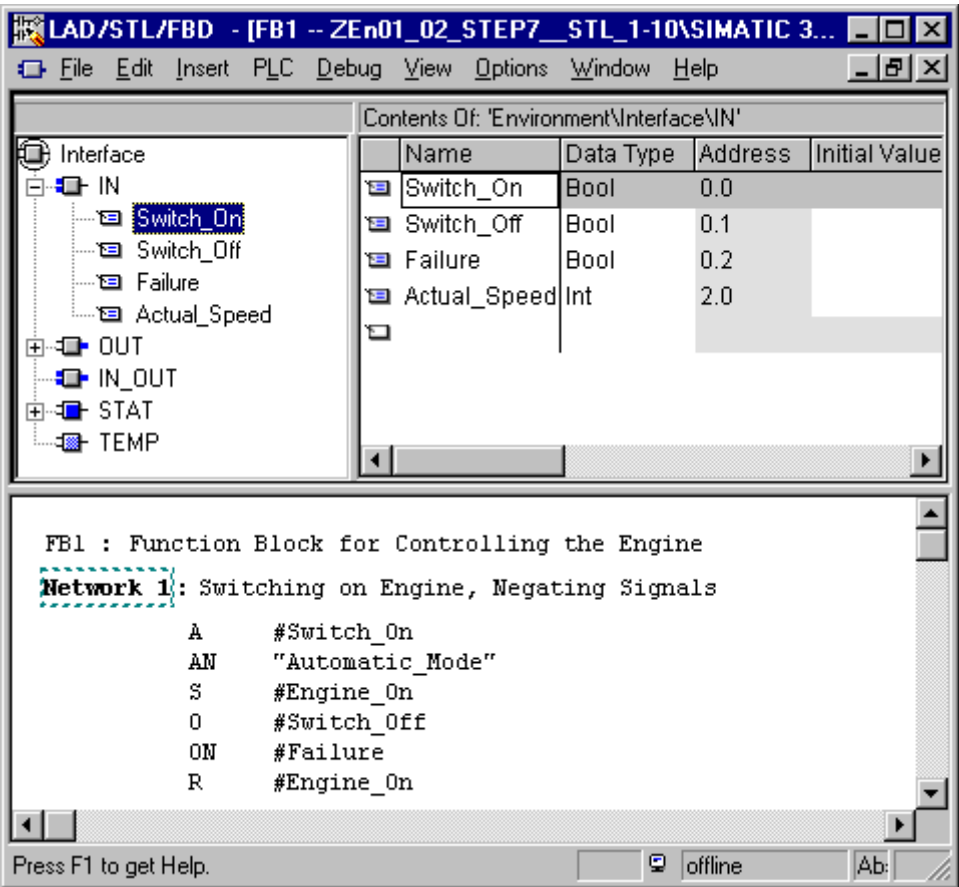 LAD/STL/FBD - [FB1 -- ZEn01_02_STEP7__STL_1-10\SIMATIC 3...
File Edit Insert PLC Debug View Options Window Help
Contents Of: 'Environment\Interface\IN'
Interface
IN
Switch_On
Switch_Off
Failure
Actual_Speed
OUT
IN_OUT
STAT
TEMP
Name Data Type Address Initial Value
Switch_On Bool 0.0
Switch_Off Bool 0.1
Failure Bool 0.2
Actual_Speed Int 2.0
FB1 : Function Block for Controlling the Engine
Network 1: Switching on Engine, Negating Signals
A #Switch_On
AN "Automatic_Mode"
S #Engine_On
O #Switch_Off
ON #Failure
R #Engine_On
Press F1 to get Help. offline Ab: